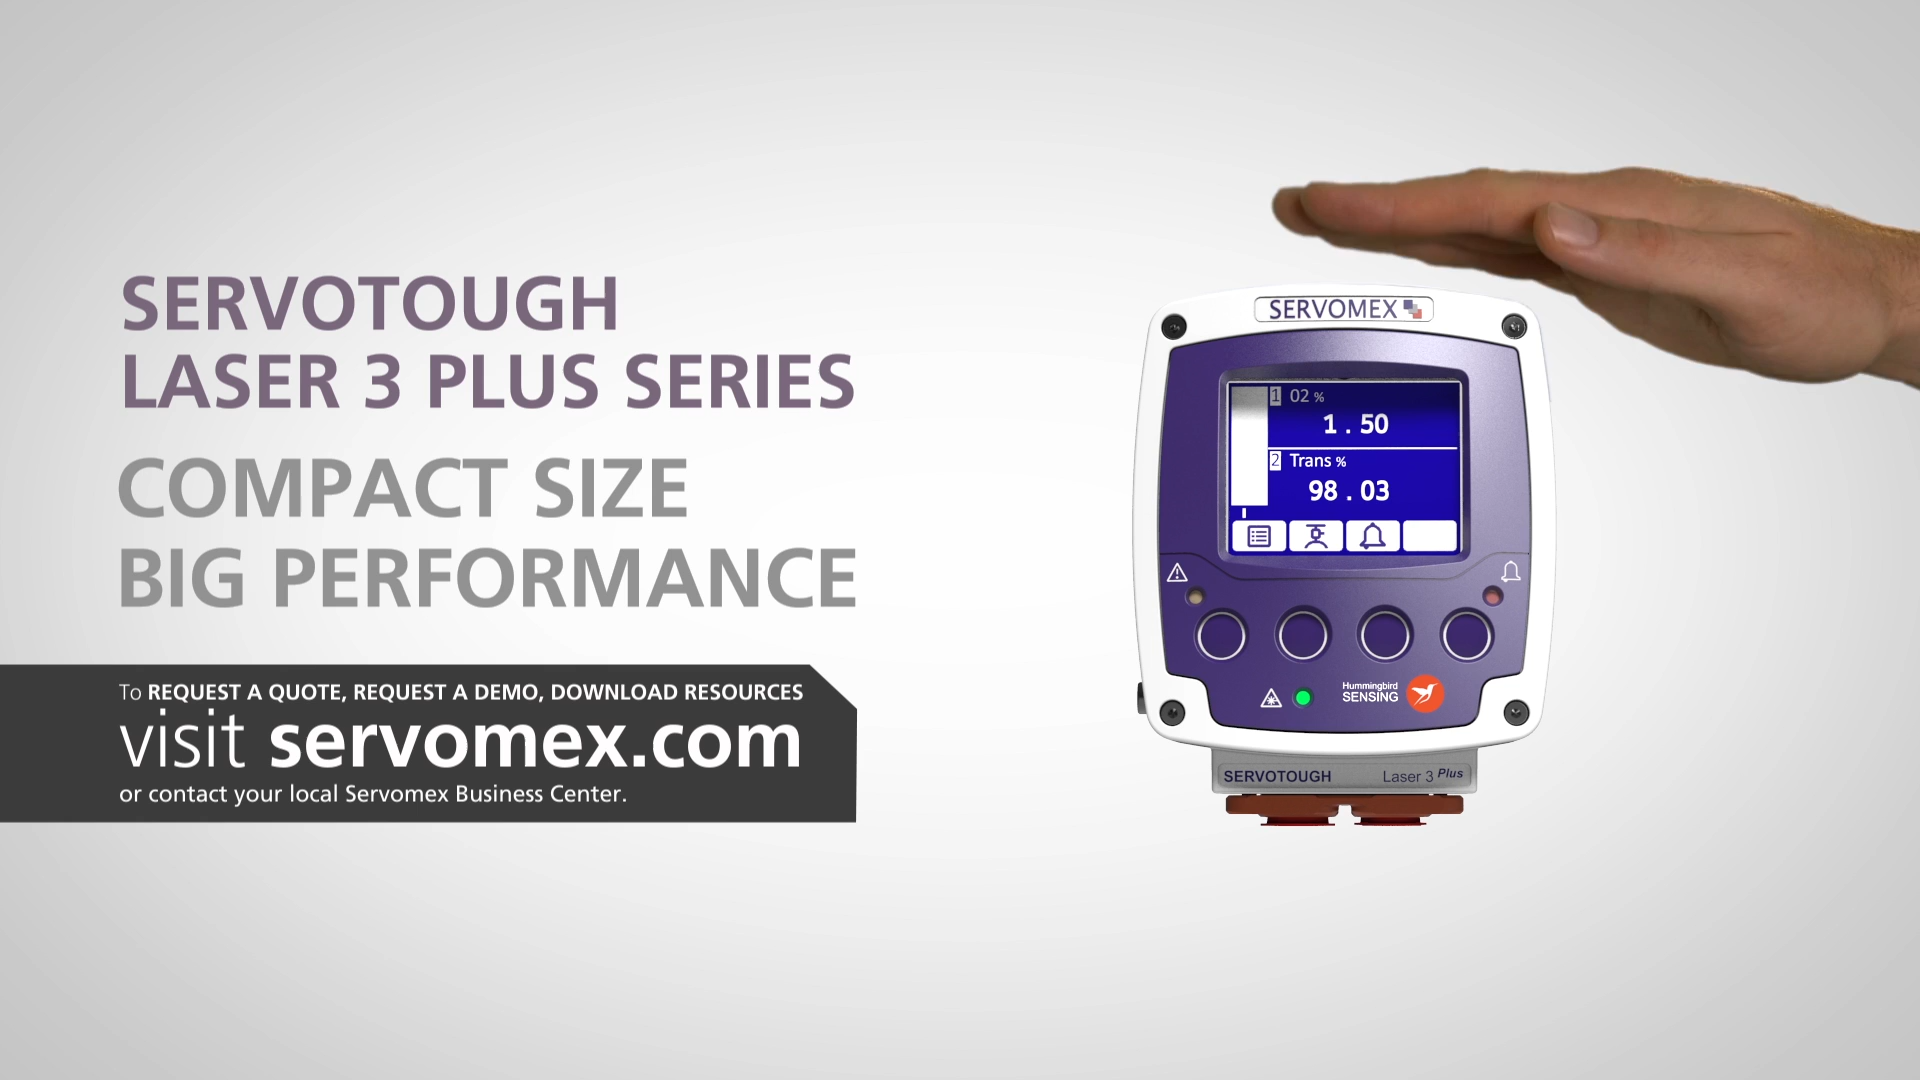 SERVOTOUGH
LASER 3 PLUS SERIES
COMPACT SIZE
BIG PERFORMANCE
To REQUEST A QUOTE, REQUEST A DEMO, DOWNLOAD RESOURCES
visit servomex.com
or contact your local Servomex Business Center.
SERVOMEX
1 02 %
1 . 50
2 Trans %
98 . 03
Hummingbird
SENSING
SERVOTOUGH Laser 3 Plus